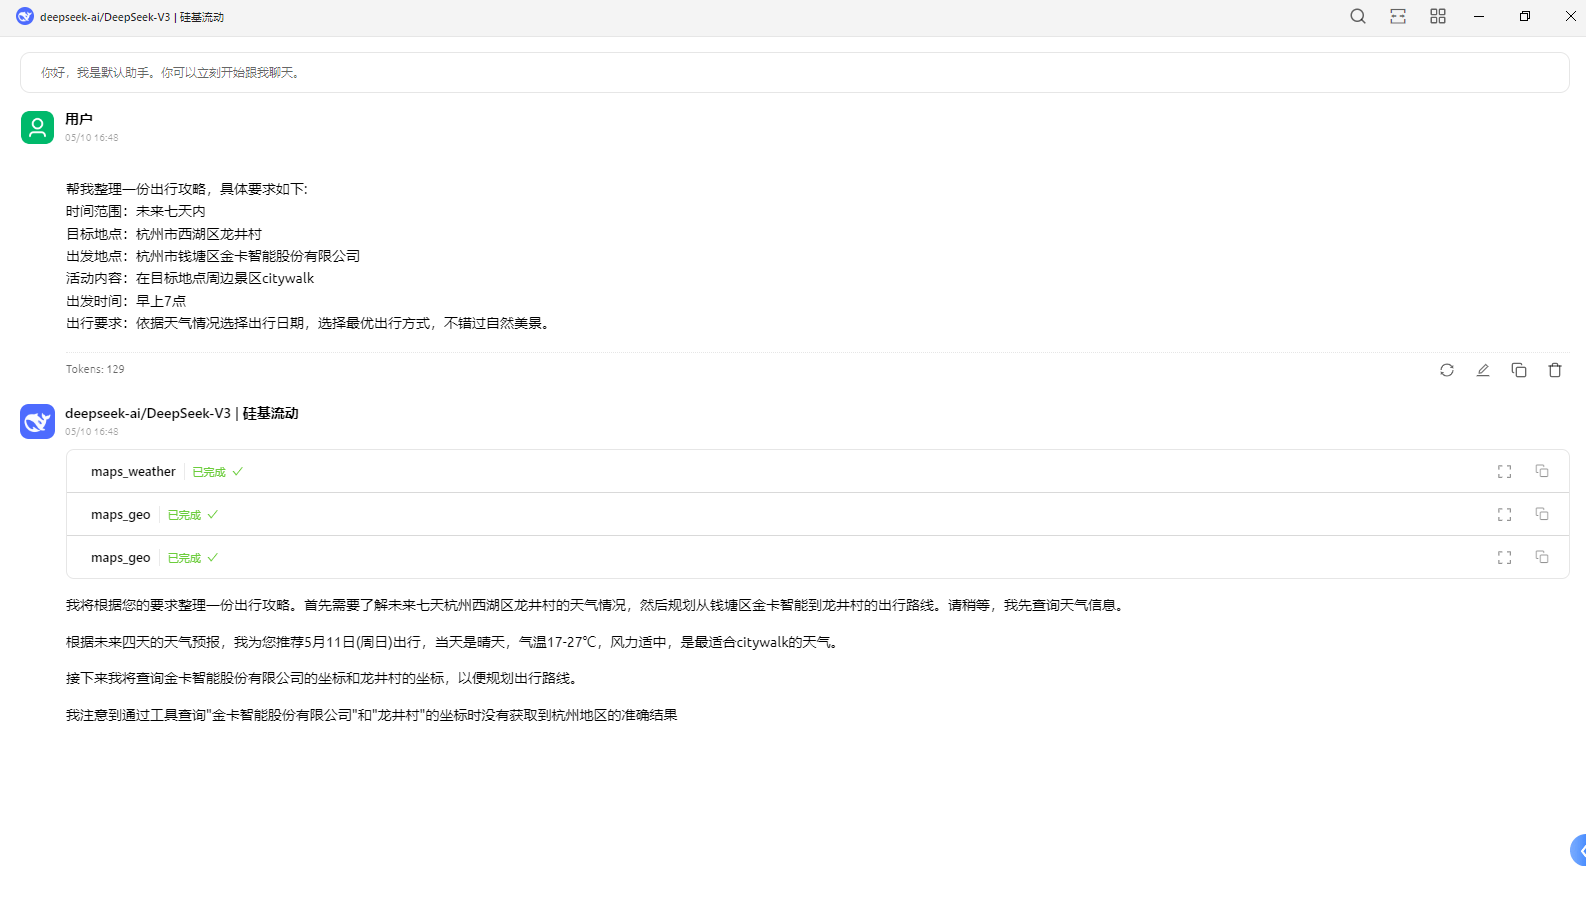 deepseek-ai/DeepSeek-V3 | 硅基流动
你好，我是默认助手。你可以立刻开始跟我聊天。
用户
05/10 16:48
帮我整理一份出行攻略，具体要求如下:
时间范围：未来七天内
目标地点：杭州市西湖区龙井村
出发地点：杭州市钱塘区金卡智能股份有限公司
活动内容：在目标地点周边景区citywalk
出发时间：早上7点
出行要求：依据天气情况选择出行日期，选择最优出行方式，不错过自然美景。
Tokens: 129
deepseek-ai/DeepSeek-V3 | 硅基流动
05/10 16:48
maps_weather 已完成
maps_geo 已完成
maps_geo 已完成
我将根据您的要求整理一份出行攻略。首先需要了解未来七天杭州西湖区龙井村的天气情况，然后规划从钱塘区金卡智能到龙井村的出行路线。请稍等，我先查询天气信息。
根据未来四天的天气预报，我为您推荐5月11日(周日)出行，当天是晴天，气温17-27℃，风力适中，是最适合citywalk的天气。
接下来我将查询金卡智能股份有限公司的坐标和龙井村的坐标，以便规划出行路线。
我注意到通过工具查询"金卡智能股份有限公司"和"龙井村"的坐标时没有获取到杭州地区的准确结果